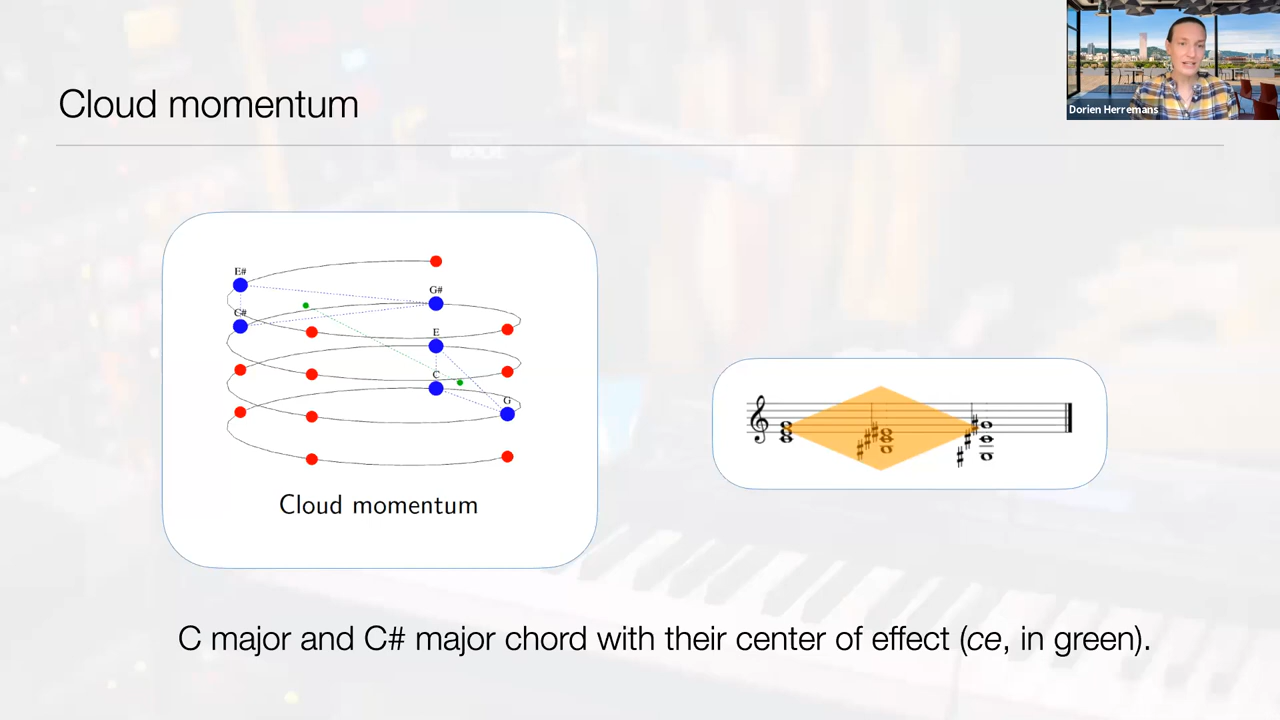 Dorien Herremans
Cloud momentum
E#
G#
C#
E
C
G
Cloud momentum
C major and C# major chord with their center of effect (ce, in green).